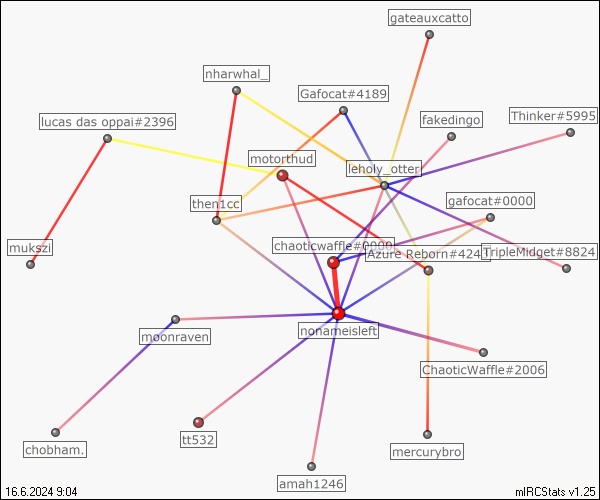 gateauxcatto
nharwhal_
Gafocat#4189
lucas das oppai#2396
fakedingo
Thinker#5995
motorthud
leholy_otter
then1cc
gafocat#0000
mukszi
chaoticwaffle#0000
Azure Reborn#424
TripleMidget#8824
nonameisleft
moonraven
ChaoticWaffle#2006
tt532
chobham.
mercurybro
amah1246
16.6.2024 9:04
mIRCStats v1.25